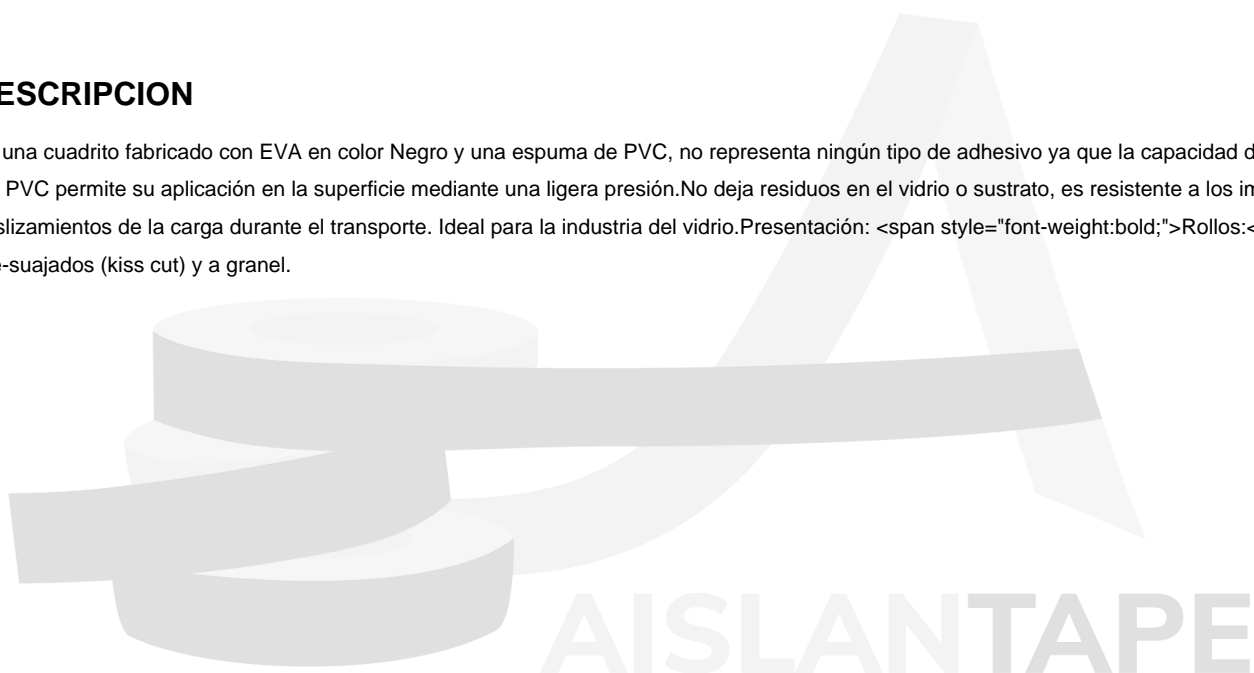 ESCRIPCION
una cuadrito fabricado con EVA en color Negro y una espuma de PVC, no representa ningún tipo de adhesivo ya que la capacidad d
PVC permite su aplicación en la superficie mediante una ligera presión.No deja residuos en el vidrio o sustrato, es resistente a los im
slizamientos de la carga durante el transporte. Ideal para la industria del vidrio.Presentación: <span style="font-weight:bold;">Rollos:<
e-suajados (kiss cut) y a granel.
AISLANTAPE